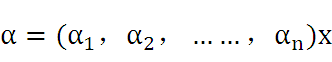 α = (α₁，α₂， ……，αₙ)x